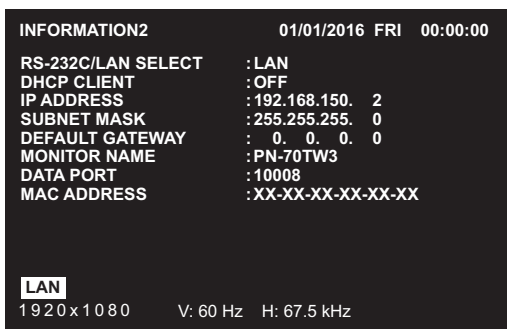 INFORMATION2 01/01/2016 FRI 00:00:00
RS-232C/LAN SELECT :LAN
DHCP CLIENT :OFF
IP ADDRESS :192.168.150. 2
SUBNET MASK :255.255.255. 0
DEFAULT GATEWAY : 0. 0. 0. 0
MONITOR NAME :PN-70TW3
DATA PORT :10008
MAC ADDRESS :XX-XX-XX-XX-XX-XX
LAN
1920x1080 V: 60 Hz H: 67.5 kHz